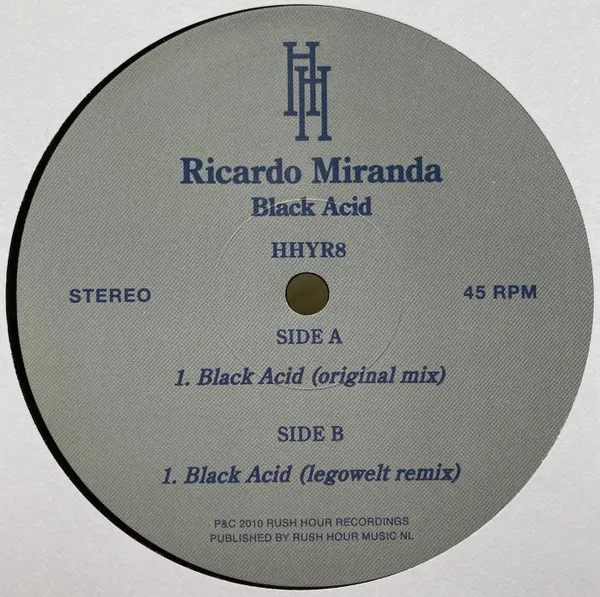 HH
Ricardo Miranda
Black Acid
HHYR8
STEREO
45 RPM
SIDE A
1. Black Acid (original mix)
SIDE B
1. Black Acid (legowelt remix)
P&C 2010 RUSH HOUR RECORDINGS
PUBLISHED BY RUSH HOUR MUSIC NL